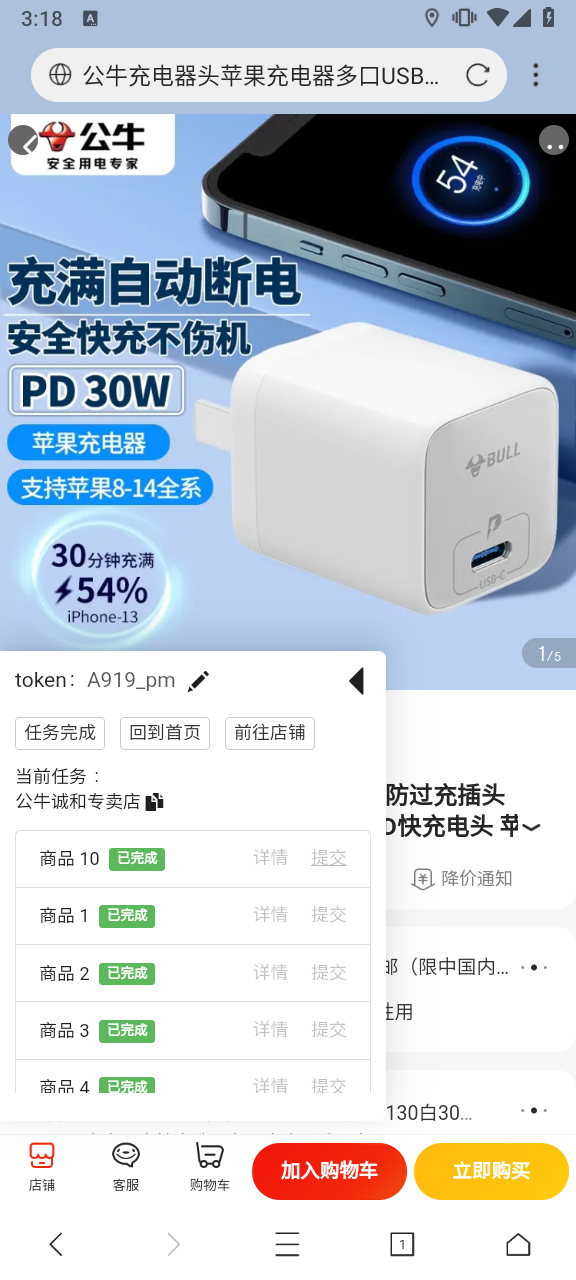 3:18
A
公牛充电器头苹果充电器多口USB…
公牛
安全用电专家
54
充满自动断电
安全快充不伤机
PD 30W
苹果充电器
支持苹果8-14全系
30分钟充满
54%
iPhone-13
BULL
USB-C
1/5
token： A919_pm
任务完成
回到首页
前往店铺
当前任务：
公牛诚和专卖店
防过充插头
快充电头 苹
降价通知
商品 10 已完成 详情 提交
商品 1 已完成 详情 提交
商品 2 已完成 详情 提交
邮（限中国内…
商品 3 已完成 详情 提交
用
商品 4 已完成 详情 提交
130白30…
店铺
客服
购物车
加入购物车
立即购买
1